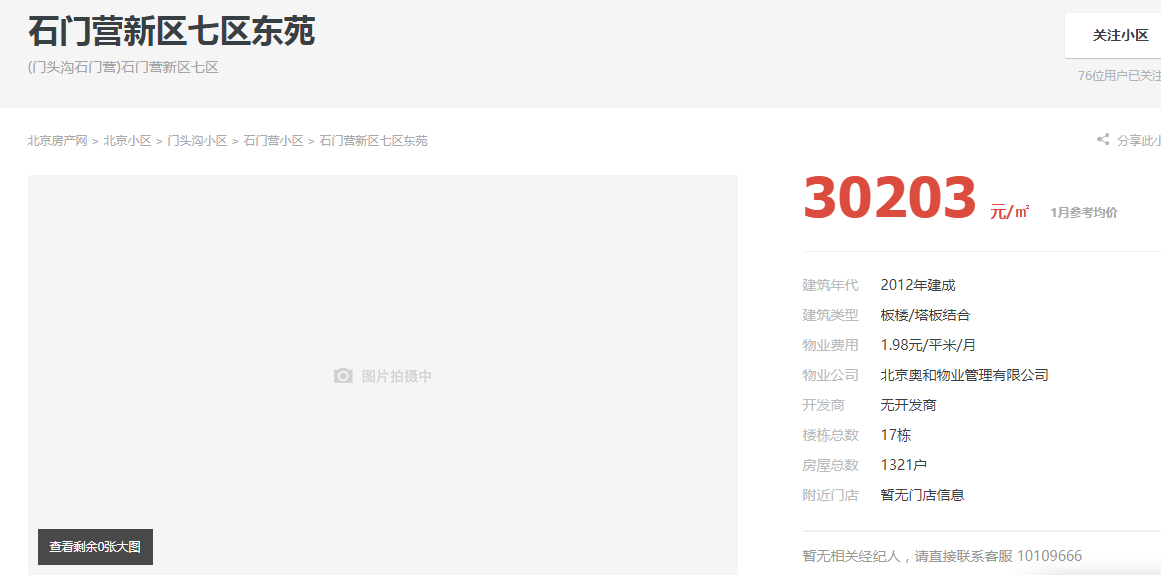 石门营新区七区东苑
(门头沟石门营)石门营新区七区
关注小区
76位用户已关注
北京房产网 > 北京小区 > 门头沟小区 > 石门营小区 > 石门营新区七区东苑
分享此小
30203 元/㎡ 1月参考均价
建筑年代 2012年建成
建筑类型 板楼/塔板结合
物业费用 1.98元/平米/月
物业公司 北京奥和物业管理有限公司
开发商 无开发商
楼栋总数 17栋
房屋总数 1321户
附近门店 暂无门店信息
图片拍摄中
查看剩余0张大图
暂无相关经纪人，请直接联系客服 10109666